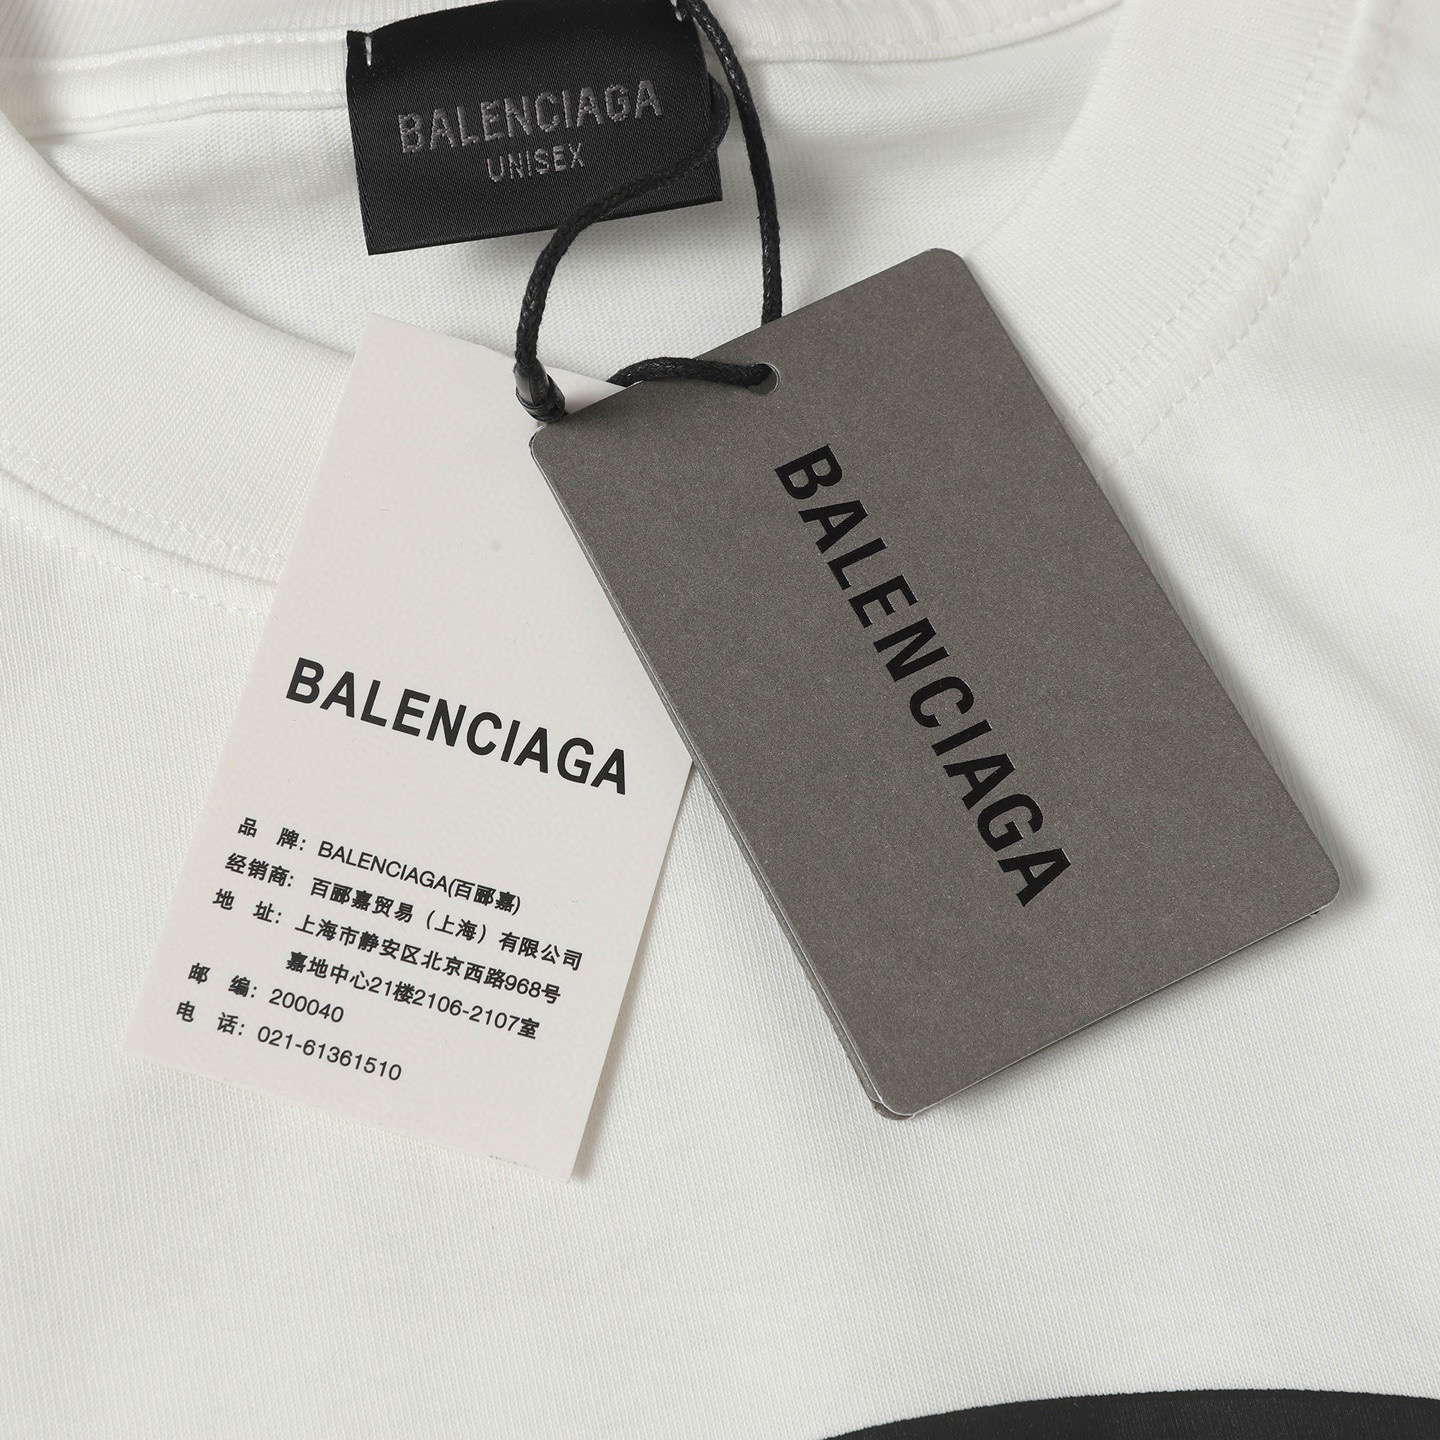 BALENCIAGA
UNISEX
BALENCIAGA
BALENCIAGA
品 牌：BALENCIAGA(百郦嘉)
经销商：百郦嘉贸易（上海）有限公司
地 址：上海市静安区北京西路968号
嘉地中心21楼2106-2107室
邮 编：200040
电 话：021-61361510